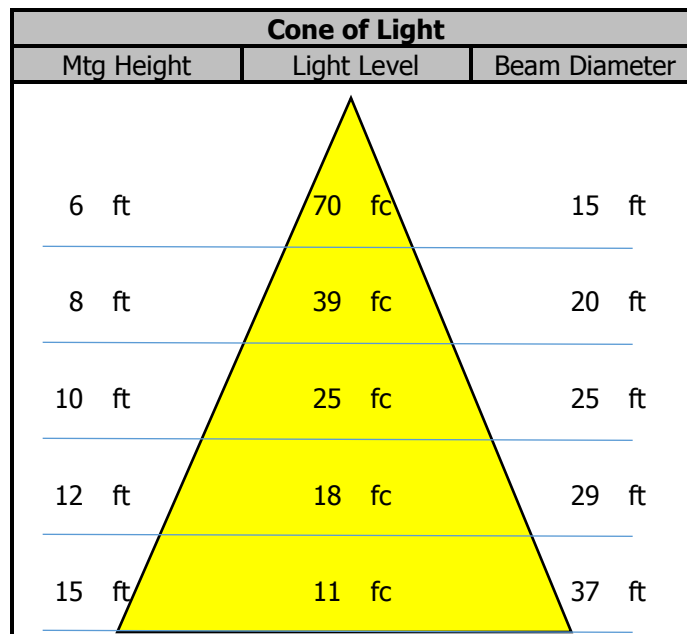 Cone of Light
Mtg Height Light Level Beam Diameter
6 ft 70 fc 15 ft
8 ft 39 fc 20 ft
10 ft 25 fc 25 ft
12 ft 18 fc 29 ft
15 ft 11 fc 37 ft